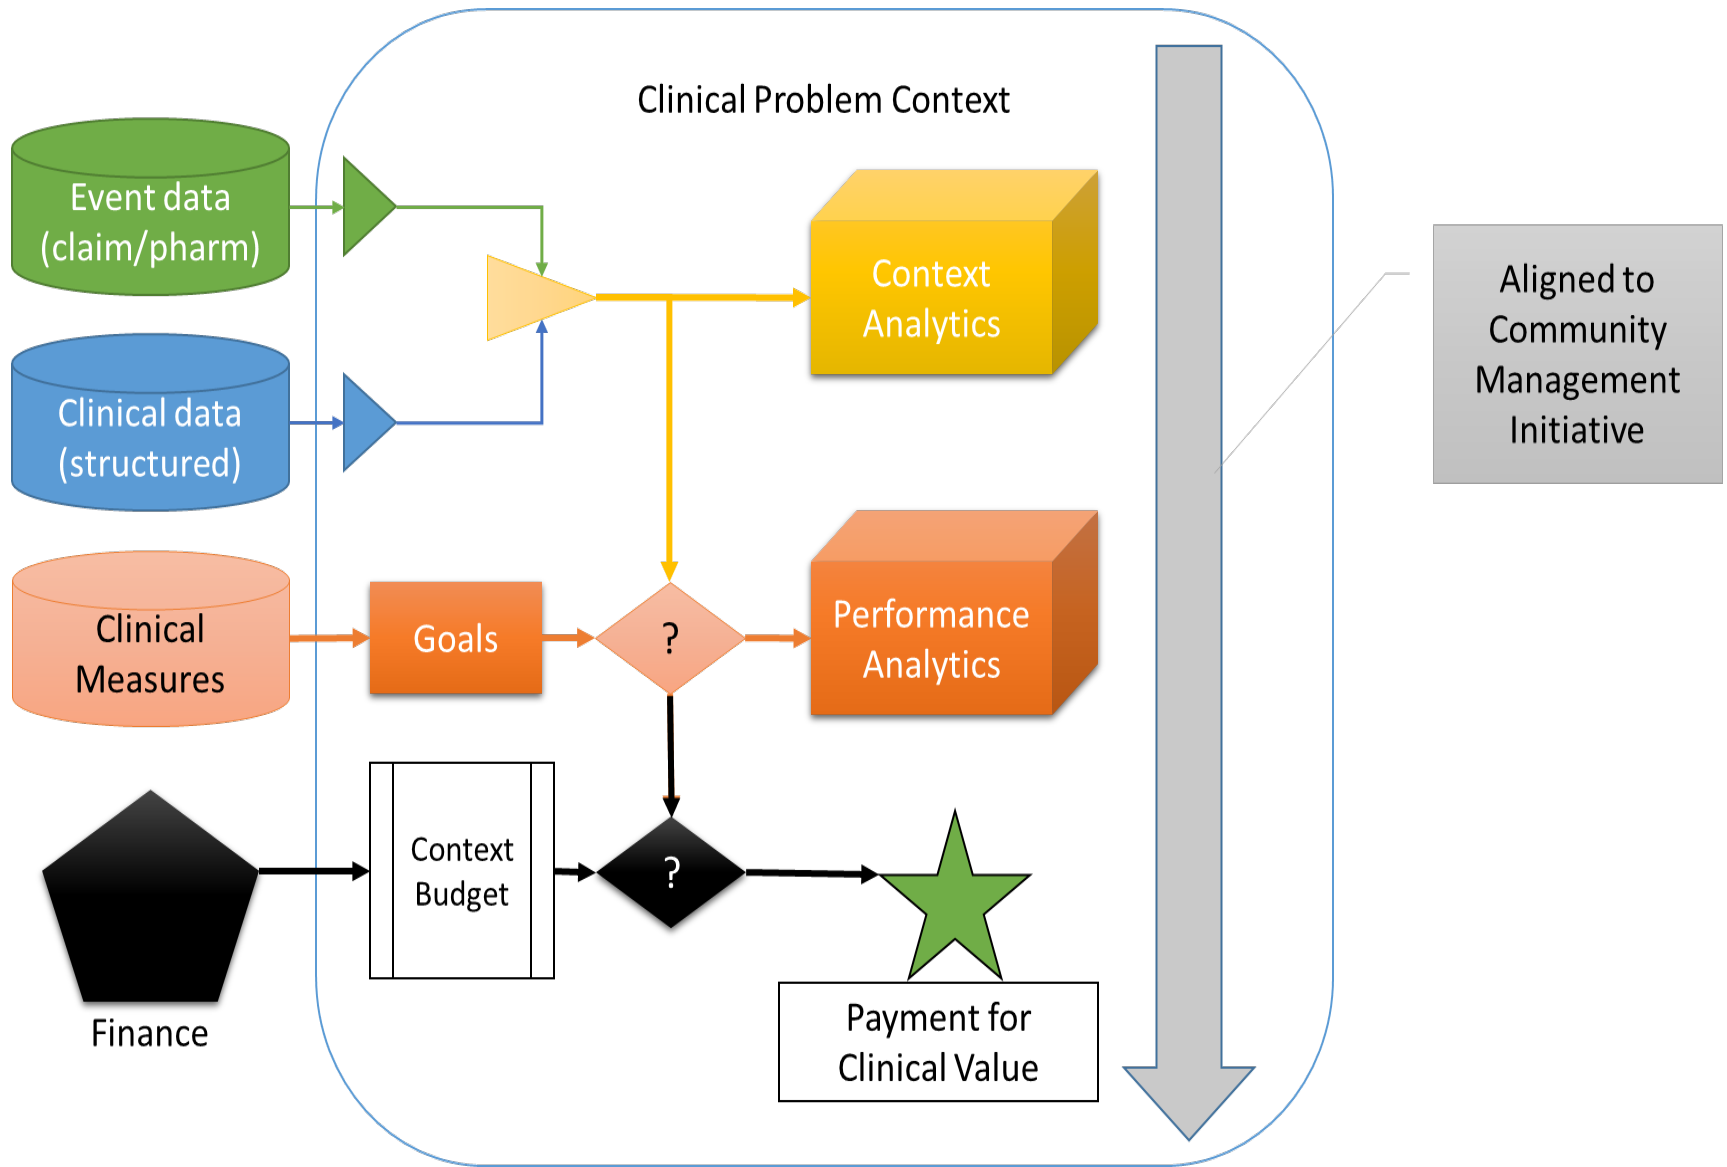 Clinical Problem Context
Event data
(claim/pharm)
Context
Analytics
Aligned to
Community
Management
Initiative
Clinical data
(structured)
Clinical
Measures
Goals
?
Performance
Analytics
Finance
Context
Budget
?
Payment for
Clinical Value